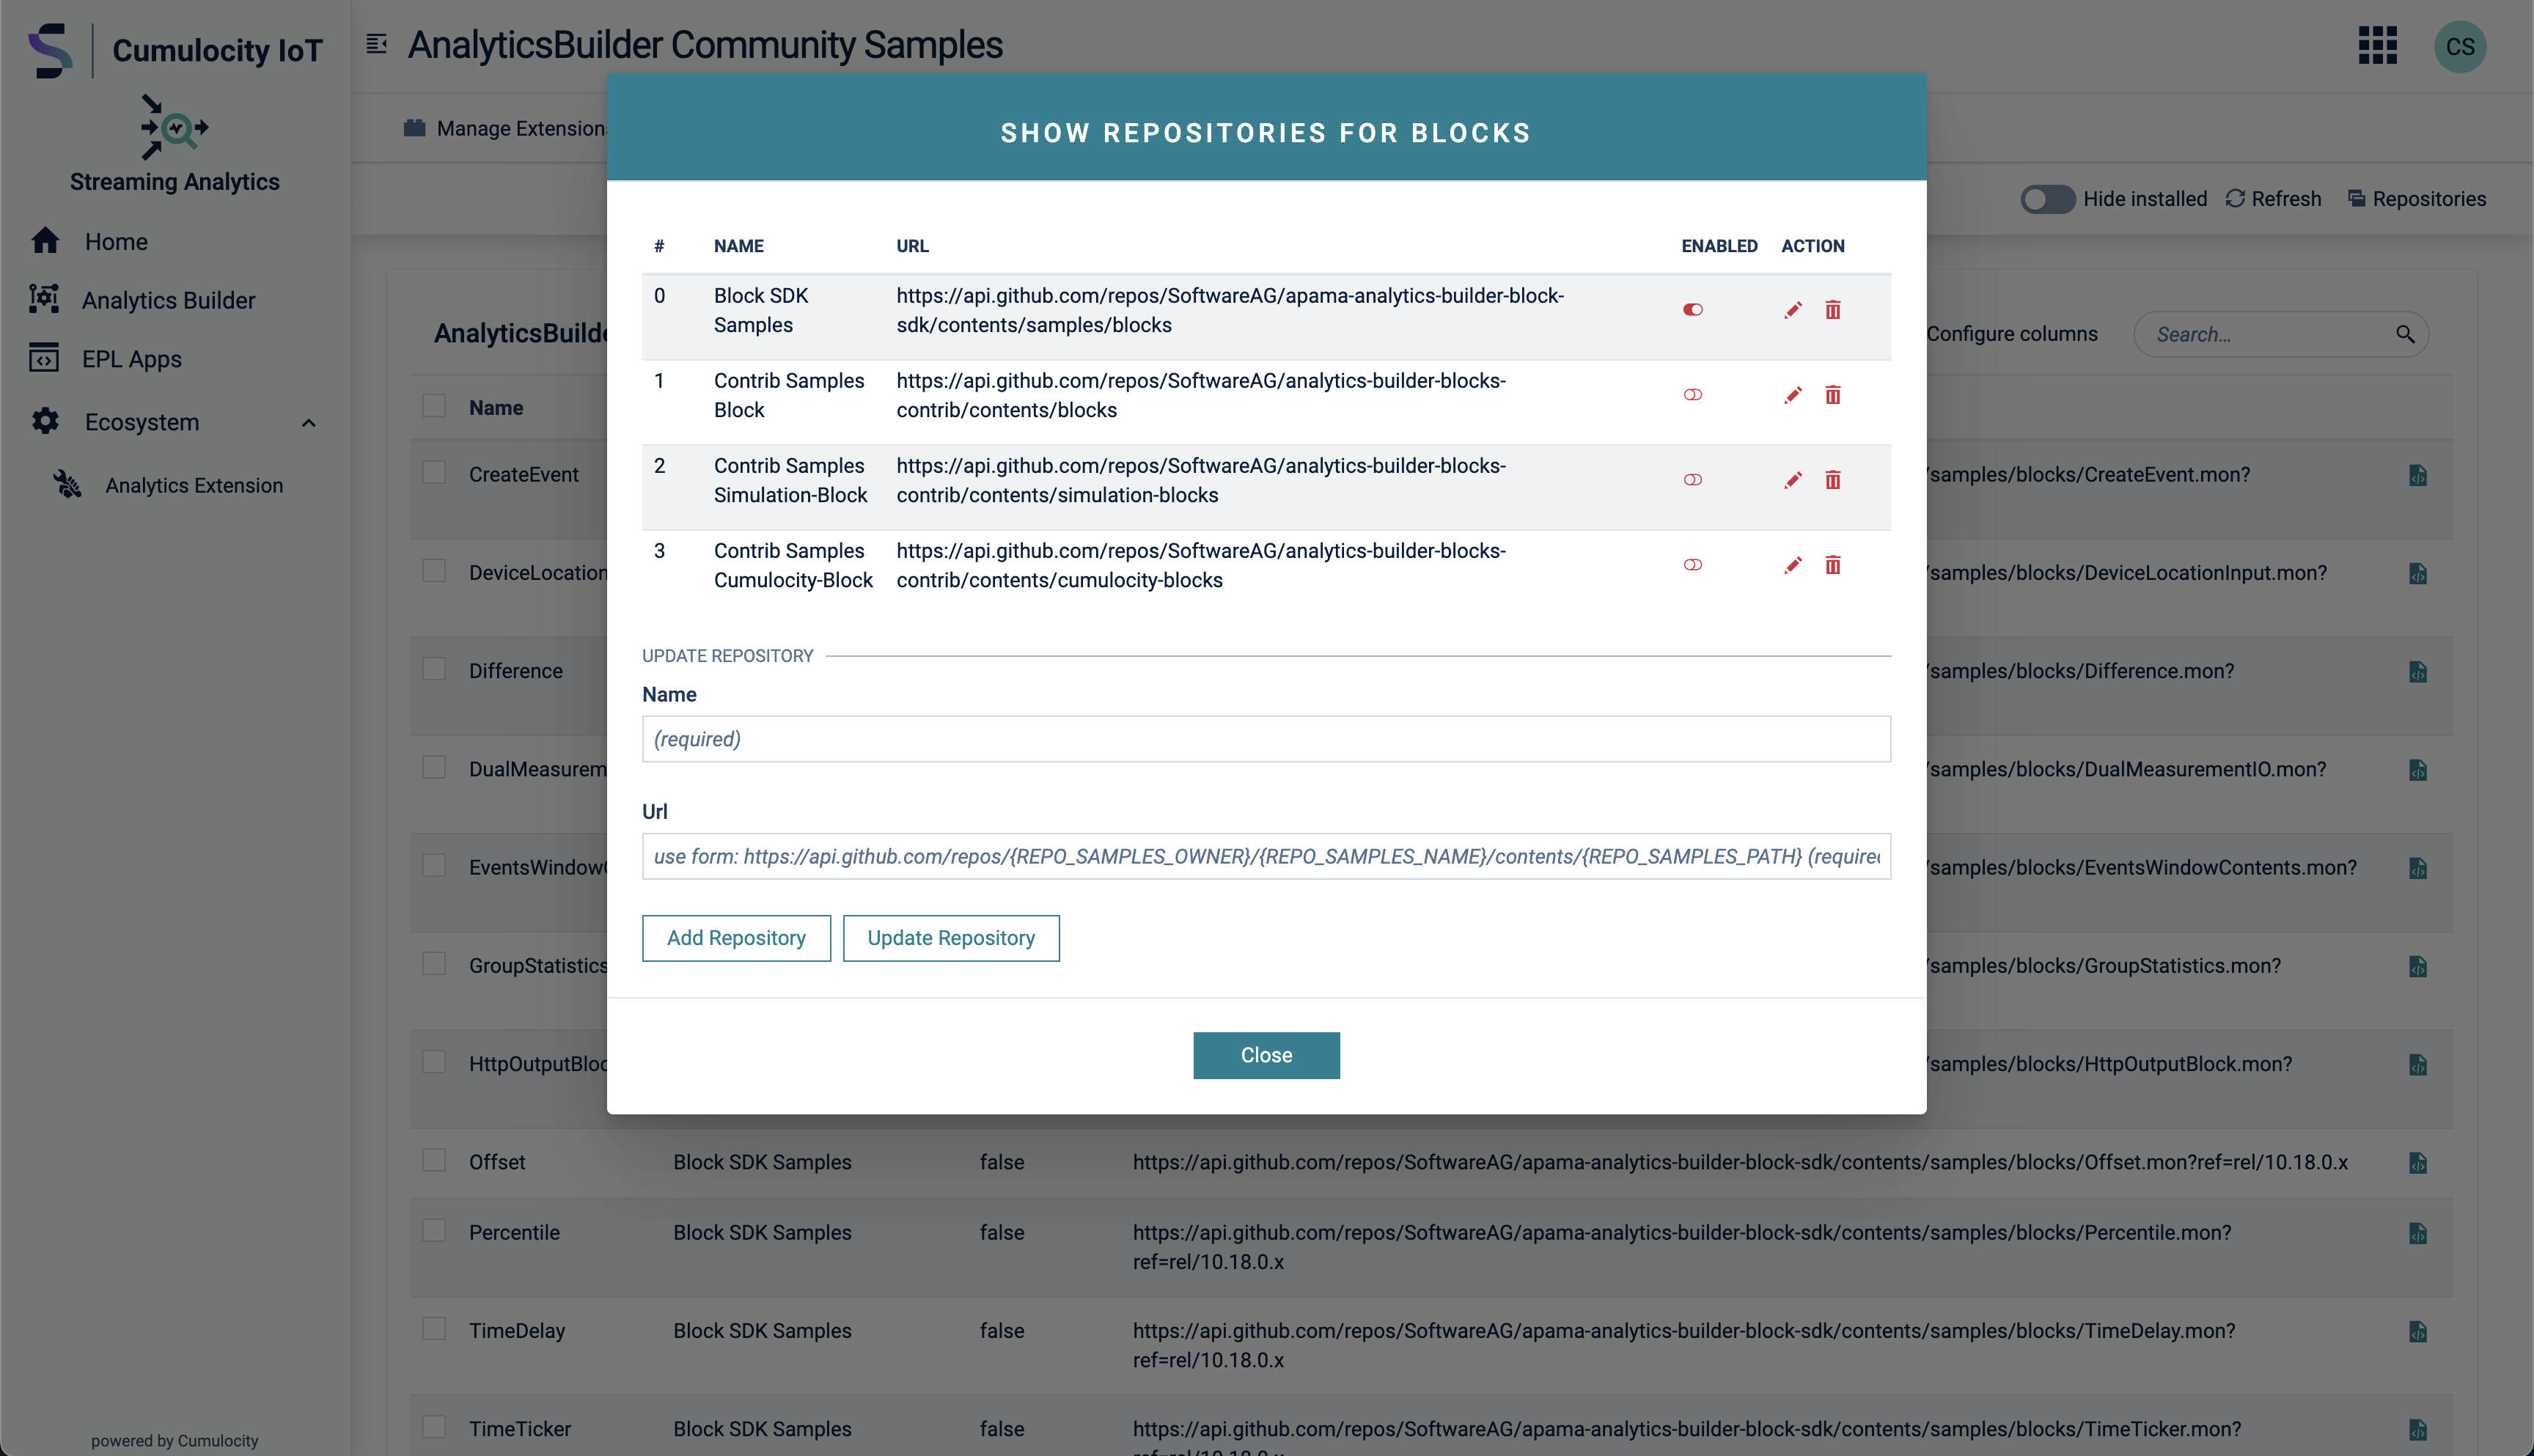 Cumulocity IoT
AnalyticsBuilder Community Samples
CS
Streaming Analytics
Home
Analytics Builder
EPL Apps
Ecosystem
Analytics Extension
powered by Cumulocity
Manage Extensions
Hide installed
Refresh
Repositories
Configure columns
Search...
SHOW REPOSITORIES FOR BLOCKS
# NAME URL ENABLED ACTION
0 Block SDK Samples https://api.github.com/repos/SoftwareAG/apama-analytics-builder-block-
sdk/contents/samples/blocks
1 Contrib Samples Block https://api.github.com/repos/SoftwareAG/analytics-builder-blocks-
contrib/contents/blocks
2 Contrib Samples Simulation-Block https://api.github.com/repos/SoftwareAG/analytics-builder-blocks-
contrib/contents/simulation-blocks
3 Contrib Samples Cumulocity-Block https://api.github.com/repos/SoftwareAG/analytics-builder-blocks-
contrib/contents/cumulocity-blocks
UPDATE REPOSITORY
Name
(required)
Url
use form: https://api.github.com/repos/{REPO_SAMPLES_OWNER}/{REPO_SAMPLES_NAME}/contents/{REPO_SAMPLES_PATH} (require
Add Repository
Update Repository
Close
AnalyticsBuilde
Name
CreateEvent /samples/blocks/CreateEvent.mon?
DeviceLocation /samples/blocks/DeviceLocationInput.mon?
Difference /samples/blocks/Difference.mon?
DualMeasurem /samples/blocks/DualMeasurementIO.mon?
EventsWindow /samples/blocks/EventsWindowContents.mon?
GroupStatistics /samples/blocks/GroupStatistics.mon?
HttpOutputBloc /samples/blocks/HttpOutputBlock.mon?
Offset Block SDK Samples false https://api.github.com/repos/SoftwareAG/apama-analytics-builder-block-sdk/contents/samples/blocks/Offset.mon?ref=rel/10.18.0.x
Percentile Block SDK Samples false https://api.github.com/repos/SoftwareAG/apama-analytics-builder-block-sdk/contents/samples/blocks/Percentile.mon?
ref=rel/10.18.0.x
TimeDelay Block SDK Samples false https://api.github.com/repos/SoftwareAG/apama-analytics-builder-block-sdk/contents/samples/blocks/TimeDelay.mon?
ref=rel/10.18.0.x
TimeTicker Block SDK Samples false https://api.github.com/repos/SoftwareAG/apama-analytics-builder-block-sdk/contents/samples/blocks/TimeTicker.mon?